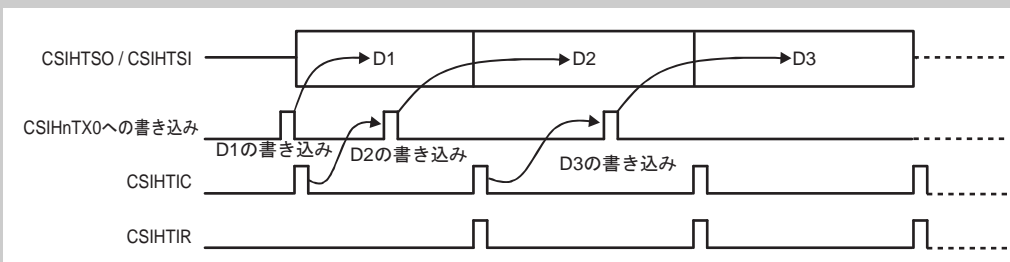 CSIHTSO / CSIHTSI
D1
D2
D3
CSIHnTX0への書き込み
D1の書き込み
D2の書き込み
D3の書き込み
CSIHTIC
CSIHTIR